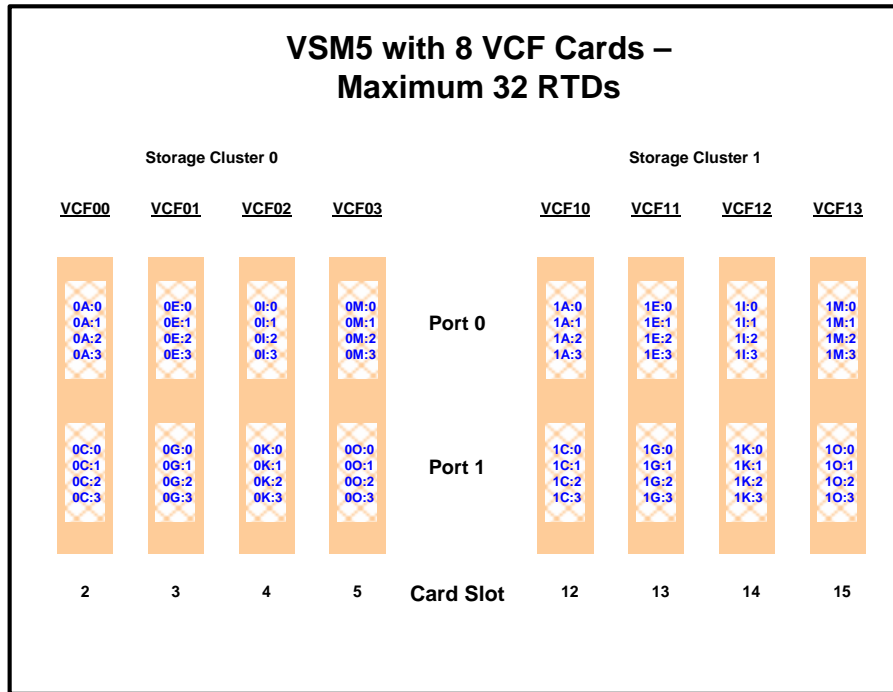 VSM5 with 8 VCF Cards –
Maximum 32 RTDs
Storage Cluster 0 Storage Cluster 1
VCF00 VCF01 VCF02 VCF03 VCF10 VCF11 VCF12 VCF13
0A:0 0E:0 0I:0 0M:0 1A:0 1E:0 1I:0 1M:0
0A:1 0E:1 0I:1 0M:1 1A:1 1E:1 1I:1 1M:1
Port 0
0A:2 0E:2 0I:2 0M:2 1A:2 1E:2 1I:2 1M:2
0A:3 0E:3 0I:3 0M:3 1A:3 1E:3 1I:3 1M:3
0C:0 0G:0 0K:0 0O:0 1C:0 1G:0 1K:0 1O:0
0C:1 0G:1 0K:1 0O:1 1C:1 1G:1 1K:1 1O:1
Port 1
0C:2 0G:2 0K:2 0O:2 1C:2 1G:2 1K:2 1O:2
0C:3 0G:3 0K:3 0O:3 1C:3 1G:3 1K:3 1O:3
2 3 4 5 Card Slot 12 13 14 15